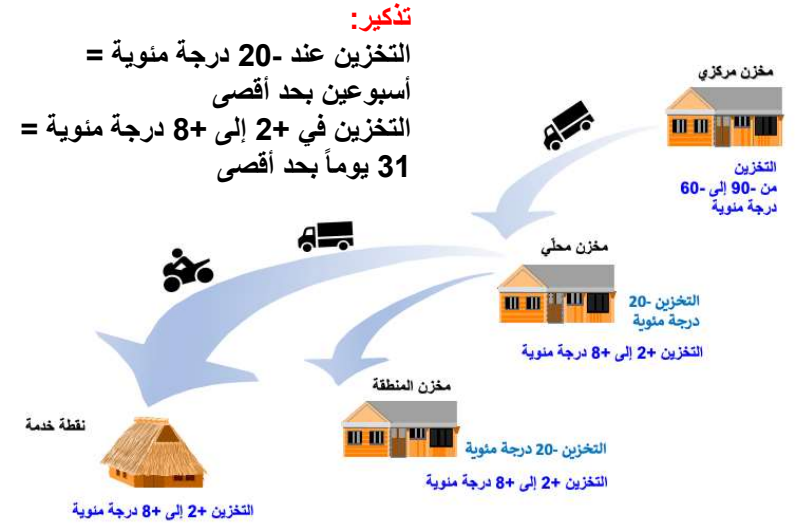 تذكير:
التخزين عند -20 درجة مئوية =
أسبوعين بحد أقصى
التخزين في +2 إلى +8 درجة مئوية =
31 يوماً بحد أقصى
مخزن مركزي
التخزين
من -90 إلى -60
درجة مئوية
مخزن محلّي
التخزين -20
درجة مئوية
التخزين +2 إلى +8 درجة مئوية
مخزن المنطقة
التخزين -20 درجة مئوية
التخزين +2 إلى +8 درجة مئوية
نقطة خدمة
التخزين +2 إلى +8 درجة مئوية